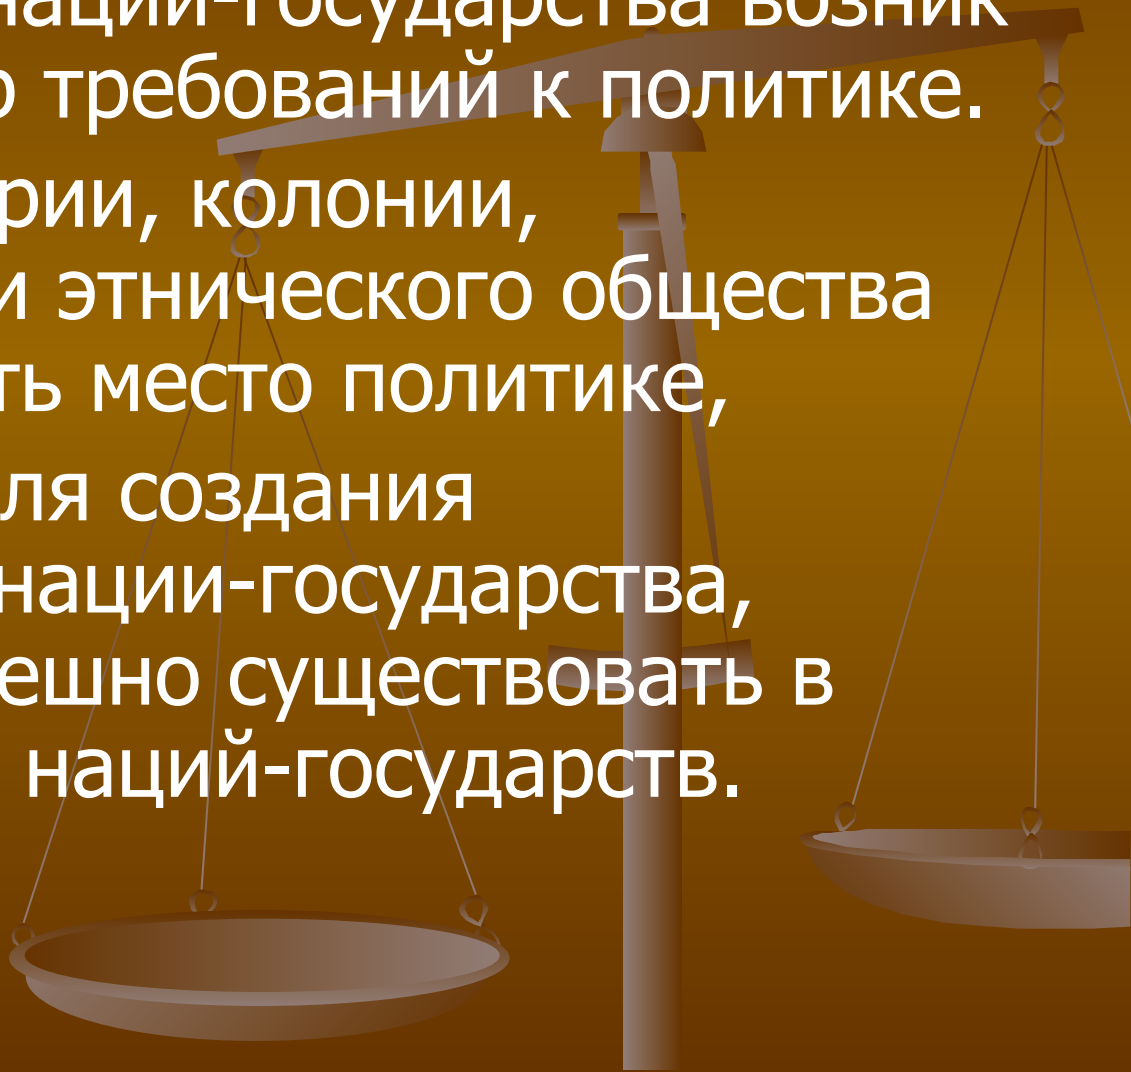 нации-государства возник
требований к политике.
рии, колонии,
и этнического общества
ть место политике,
ля создания
нации-государства,
ешно существовать в
наций-государств.